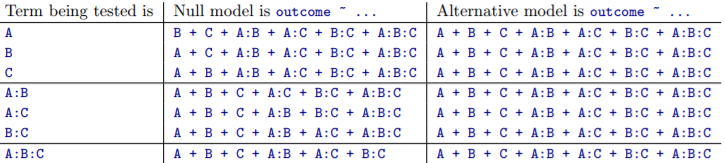 Term being tested is Null model is outcome ~ ... Alternative model is outcome ~ ...
A B + C + A:B + A:C + B:C + A:B:C A + B + C + A:B + A:C + B:C + A:B:C
B A + C + A:B + A:C + B:C + A:B:C A + B + C + A:B + A:C + B:C + A:B:C
C A + B + A:B + A:C + B:C + A:B:C A + B + C + A:B + A:C + B:C + A:B:C
A:B A + B + C + A:C + B:C + A:B:C A + B + C + A:B + A:C + B:C + A:B:C
A:C A + B + C + A:B + B:C + A:B:C A + B + C + A:B + A:C + B:C + A:B:C
B:C A + B + C + A:B + A:C + A:B:C A + B + C + A:B + A:C + B:C + A:B:C
A:B:C A + B + C + A:B + A:C + B:C A + B + C + A:B + A:C + B:C + A:B:C